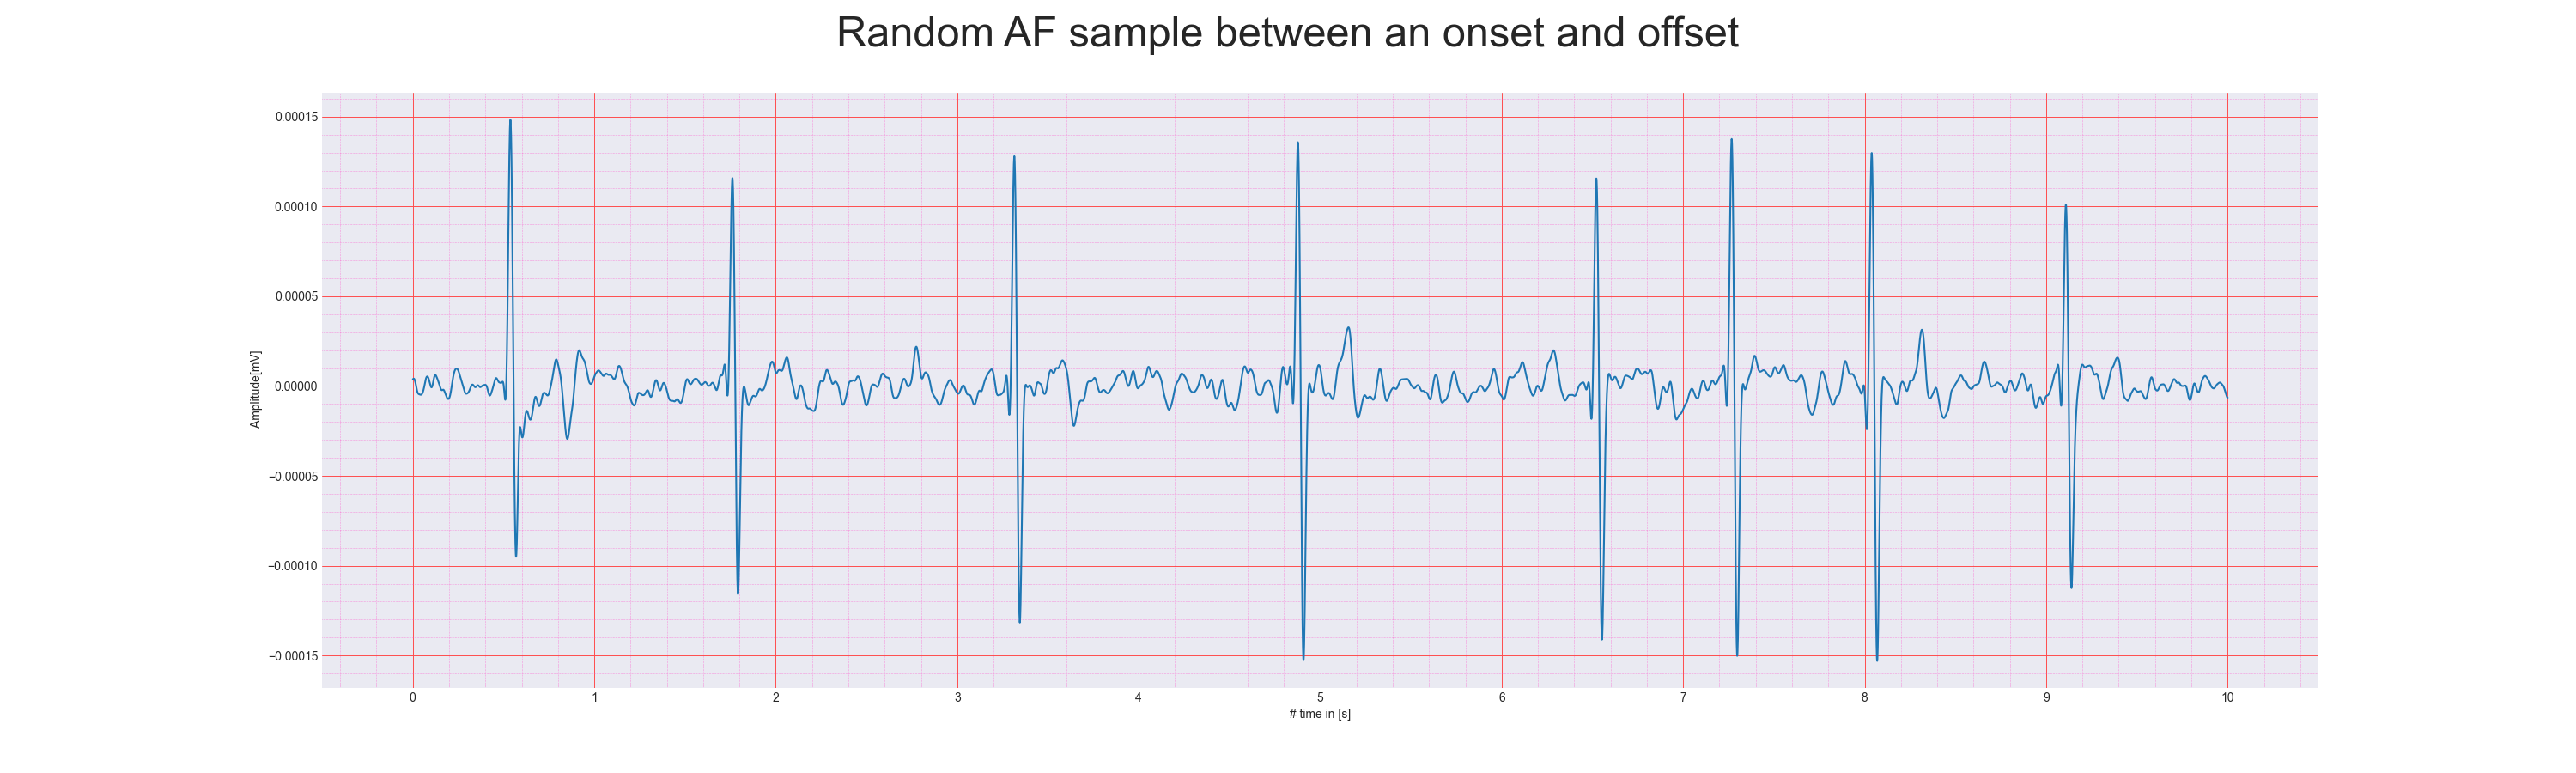 Random AF sample between an onset and offset
Amplitude[mV]
0.00015
0.00010
0.00005
0.00000
−0.00005
−0.00010
−0.00015
0 1 2 3 4 5 6 7 8 9 10
# time in [s]